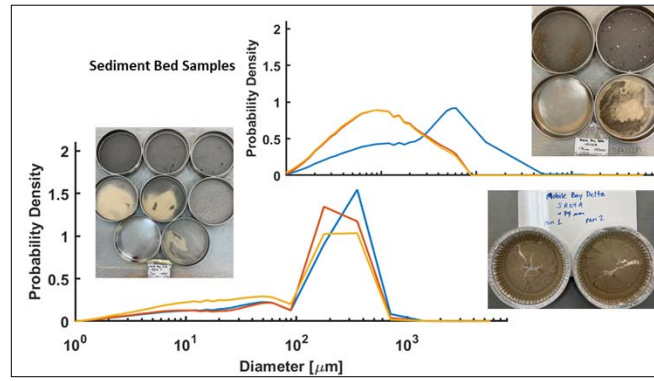 Sediment Bed Samples
Probability Density
2
1.5
1
0.5
0
Probability Density
2
1.5
1
0.5
0
10^0
10^1
10^2
10^3
Diameter [μm]
Mobile Bay Delta
pan 1
pan 2